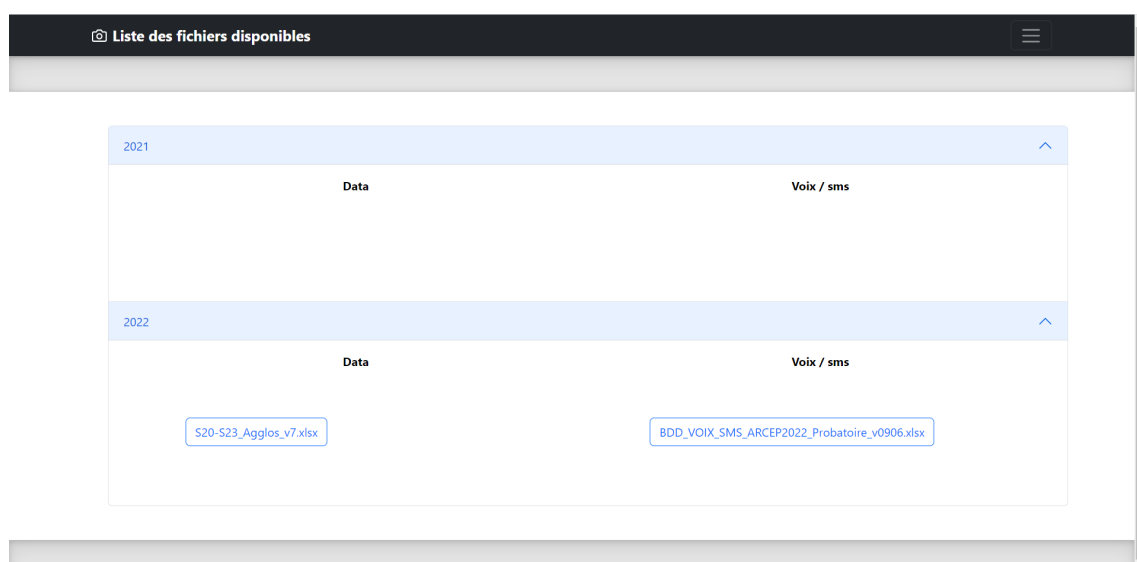 Liste des fichiers disponibles
2021
Data Voix / sms
2022
Data Voix / sms
S20-S23_Agglos_v7.xlsx BDD_VOIX_SMS_ARCEP2022_Probatoire_v0906.xlsx